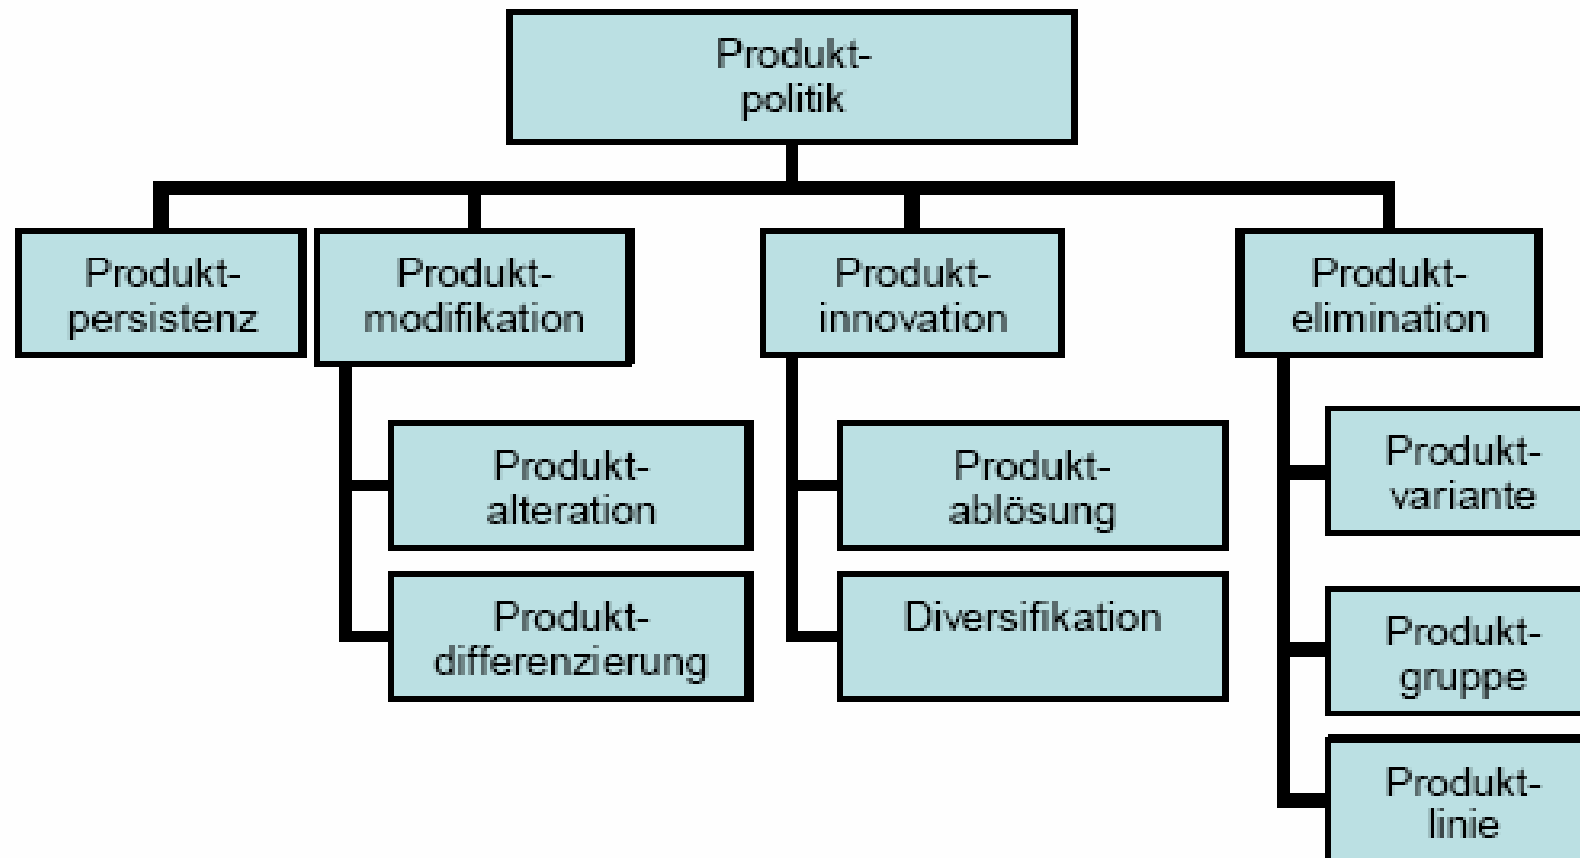 Produkt-
politik
Produkt-
persistenz
Produkt-
modifikation
Produkt-
innovation
Produkt-
elimination
Produkt-
alteration
Produkt-
differenzierung
Produkt-
ablösung
Diversifikation
Produkt-
variante
Produkt-
gruppe
Produkt-
linie